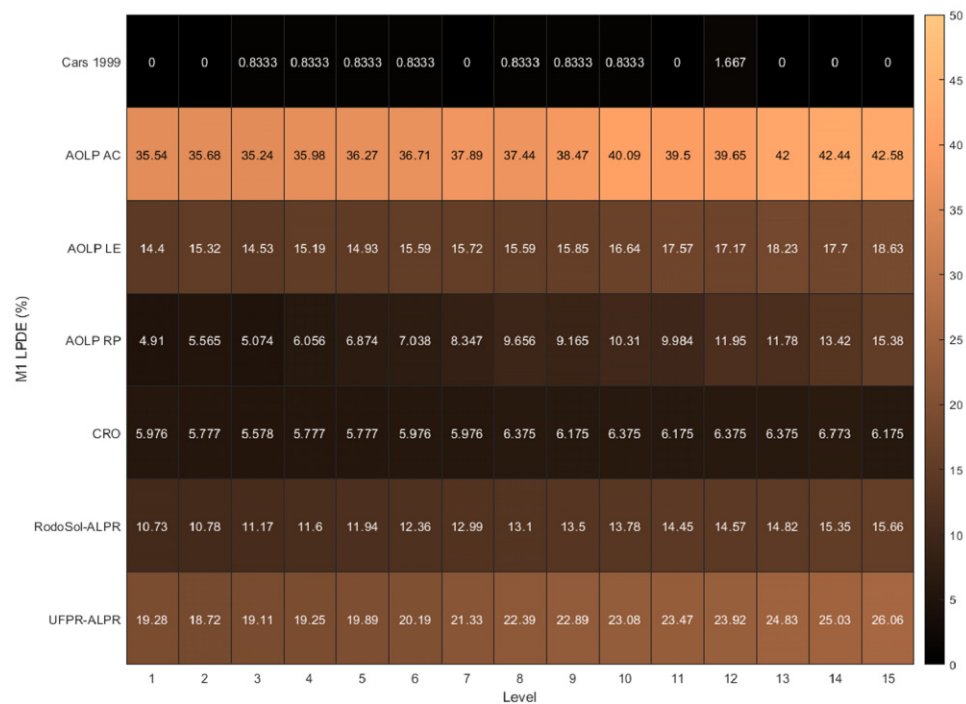 Cars 1999 0 0 0.8333 0.8333 0.8333 0.8333 0 0.8333 0.8333 0.8333 0 1.667 0 0 0
AOLP AC 35.54 35.68 35.24 35.98 36.27 36.71 37.89 37.44 38.47 40.09 39.5 39.65 42 42.44 42.58
AOLP LE 14.4 15.32 14.53 15.19 14.93 15.59 15.72 15.59 15.85 16.64 17.57 17.17 18.23 17.7 18.63
AOLP RP 4.91 5.565 5.074 6.056 6.874 7.038 8.347 9.656 9.165 10.31 9.984 11.95 11.78 13.42 15.38
CRO 5.976 5.777 5.578 5.777 5.777 5.976 5.976 6.375 6.175 6.375 6.175 6.375 6.375 6.773 6.175
RodoSol-ALPR 10.73 10.78 11.17 11.6 11.94 12.36 12.99 13.1 13.5 13.78 14.45 14.57 14.82 15.35 15.66
UFPR-ALPR 19.28 18.72 19.11 19.25 19.89 20.19 21.33 22.39 22.89 23.08 23.47 23.92 24.83 25.03 26.06
1 2 3 4 5 6 7 8 9 10 11 12 13 14 15
Level
M1 LPDE (%)
50
45
40
35
30
25
20
15
10
5
0